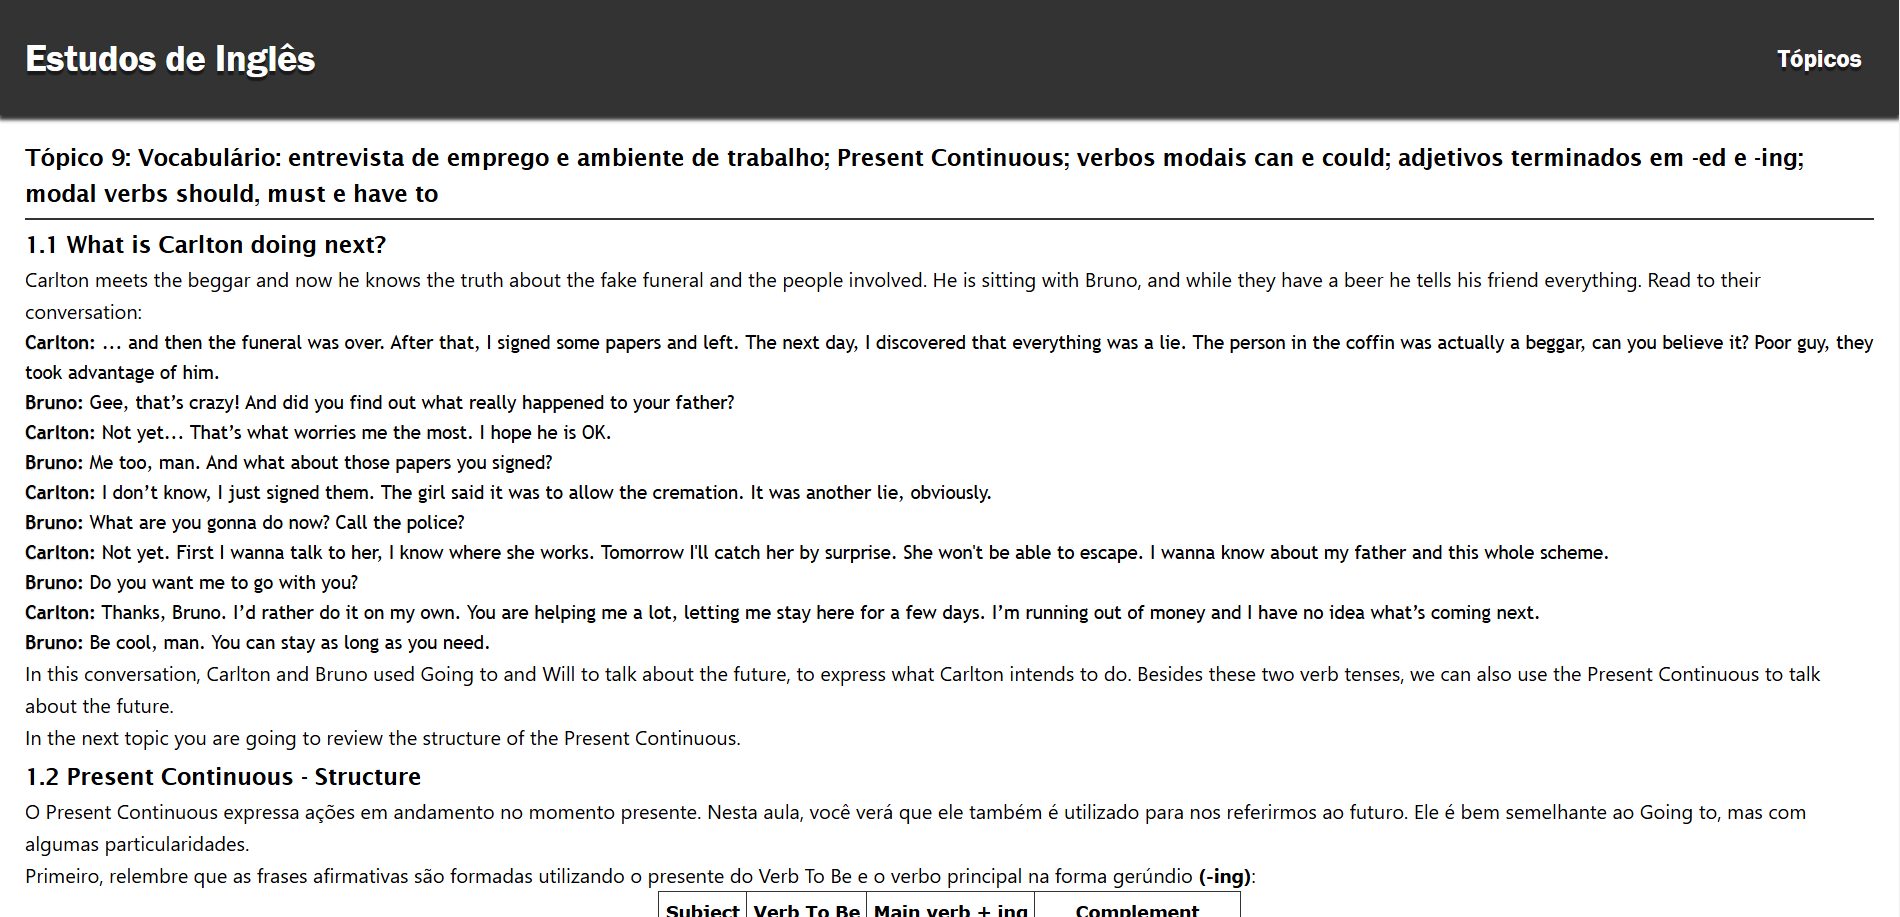 Estudos de Inglês
Tópicos
Tópico 9: Vocabulário: entrevista de emprego e ambiente de trabalho; Present Continuous; verbos modais can e could; adjetivos terminados em -ed e -ing;
modal verbs should, must e have to
1.1 What is Carlton doing next?
Carlton meets the beggar and now he knows the truth about the fake funeral and the people involved. He is sitting with Bruno, and while they have a beer he tells his friend everything. Read to their
conversation:
Carlton: ... and then the funeral was over. After that, I signed some papers and left. The next day, I discovered that everything was a lie. The person in the coffin was actually a beggar, can you believe it? Poor guy, they
took advantage of him.
Bruno: Gee, that’s crazy! And did you find out what really happened to your father?
Carlton: Not yet... That’s what worries me the most. I hope he is OK.
Bruno: Me too, man. And what about those papers you signed?
Carlton: I don’t know, I just signed them. The girl said it was to allow the cremation. It was another lie, obviously.
Bruno: What are you gonna do now? Call the police?
Carlton: Not yet. First I wanna talk to her, I know where she works. Tomorrow I'll catch her by surprise. She won't be able to escape. I wanna know about my father and this whole scheme.
Bruno: Do you want me to go with you?
Carlton: Thanks, Bruno. I’d rather do it on my own. You are helping me a lot, letting me stay here for a few days. I’m running out of money and I have no idea what’s coming next.
Bruno: Be cool, man. You can stay as long as you need.
In this conversation, Carlton and Bruno used Going to and Will to talk about the future, to express what Carlton intends to do. Besides these two verb tenses, we can also use the Present Continuous to talk
about the future.
In the next topic you are going to review the structure of the Present Continuous.
1.2 Present Continuous - Structure
O Present Continuous expressa ações em andamento no momento presente. Nesta aula, você verá que ele também é utilizado para nos referirmos ao futuro. Ele é bem semelhante ao Going to, mas com
algumas particularidades.
Primeiro, relembre que as frases afirmativas são formadas utilizando o presente do Verb To Be e o verbo principal na forma gerúndio (-ing):
Subject Verb To Be Main verb + ing Complement